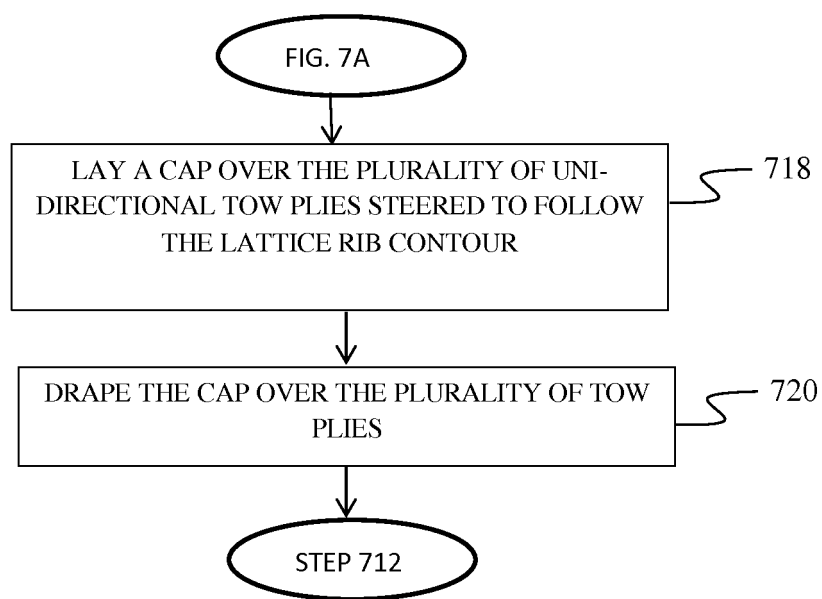 FIG. 7A
LAY A CAP OVER THE PLURALITY OF UNI-
DIRECTIONAL TOW PLIES STEERED TO FOLLOW
THE LATTICE RIB CONTOUR
718
DRAPE THE CAP OVER THE PLURALITY OF TOW
PLIES
720
STEP 712